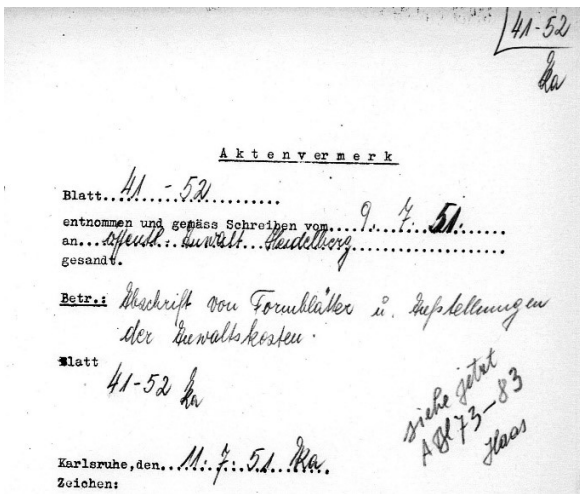 41-52
Ka
Aktenvermerk
Blatt...41 - 52............
entnommen und gemäss Schreiben vom...9. 7. 51.......
an...öffentl. Anwalt Heidelberg......................
gesandt.
Betr.: Abschrift von Formblätter u. Aufstellungen
der Anwaltskosten.
Blatt
41-52 Ka
siehe jetzt
73-83
Haas
Karlsruhe,den...11. 7. 51 Ka.
Zeichen: